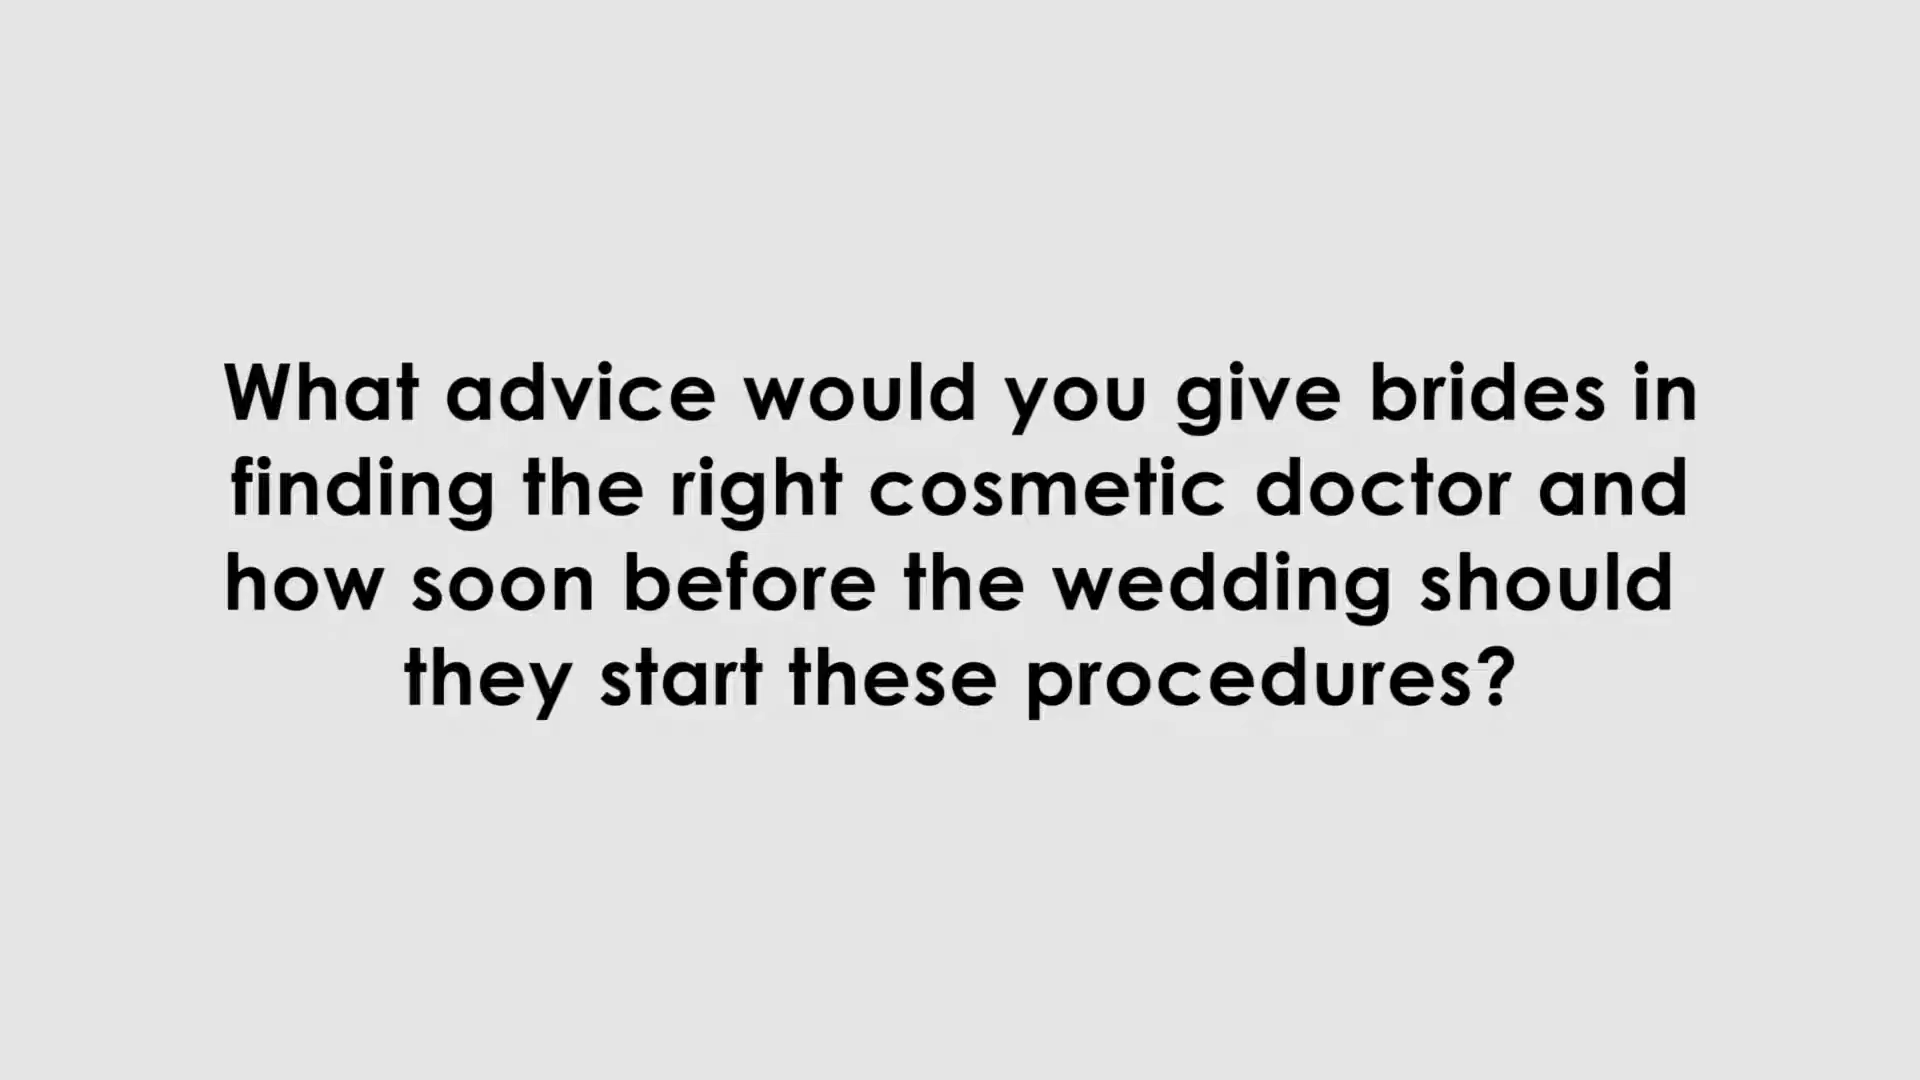 What advice would you give brides in
finding the right cosmetic doctor and
how soon before the wedding should
they start these procedures?